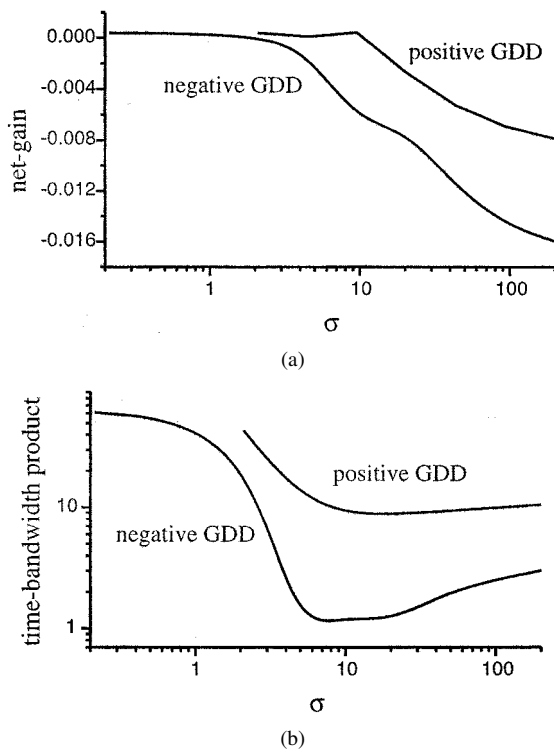 0.000
-0.004
-0.008
-0.012
-0.016
net-gain
positive GDD
negative GDD
1
10
100
σ
(a)
10
1
time-bandwidth product
positive GDD
negative GDD
1
10
100
σ
(b)